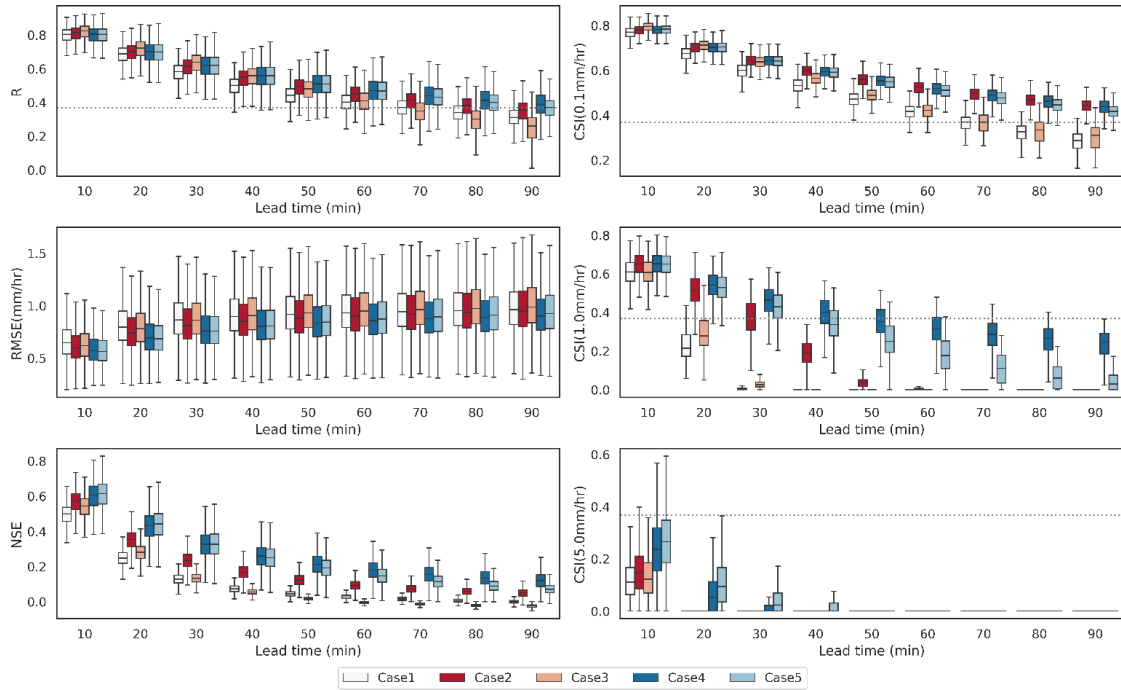 R
0.8
0.6
0.4
0.2
0.0
10 20 30 40 50 60 70 80 90
Lead time (min)
CSI(0.1mm/hr)
0.8
0.6
0.4
0.2
10 20 30 40 50 60 70 80 90
Lead time (min)
RMSE(mm/hr)
1.5
1.0
0.5
10 20 30 40 50 60 70 80 90
Lead time (min)
CSI(1.0mm/hr)
0.8
0.6
0.4
0.2
0.0
10 20 30 40 50 60 70 80 90
Lead time (min)
NSE
0.8
0.6
0.4
0.2
0.0
10 20 30 40 50 60 70 80 90
Lead time (min)
CSI(5.0mm/hr)
0.6
0.4
0.2
0.0
10 20 30 40 50 60 70 80 90
Lead time (min)
Case1 Case2 Case3 Case4 Case5